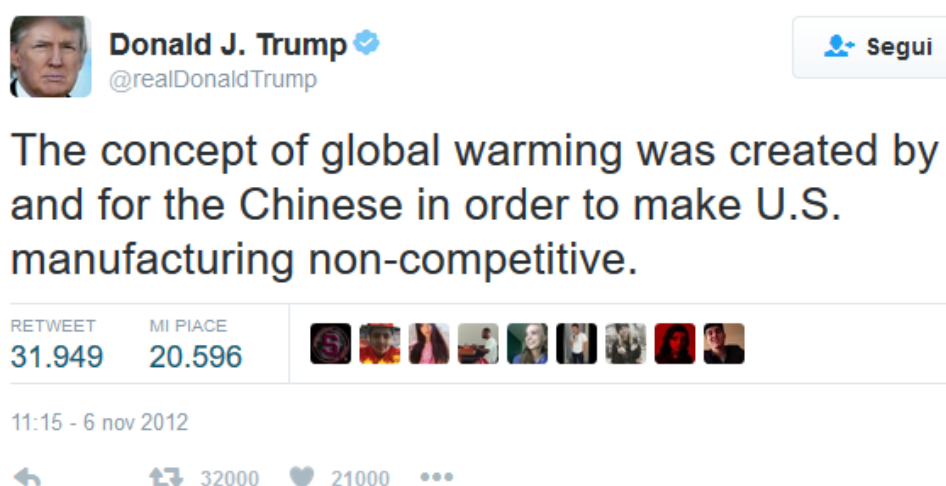 Donald J. Trump
Segui
@realDonaldTrump
The concept of global warming was created by
and for the Chinese in order to make U.S.
manufacturing non-competitive.
RETWEET MI PIACE
31.949 20.596
11:15 - 6 nov 2012
32000 21000